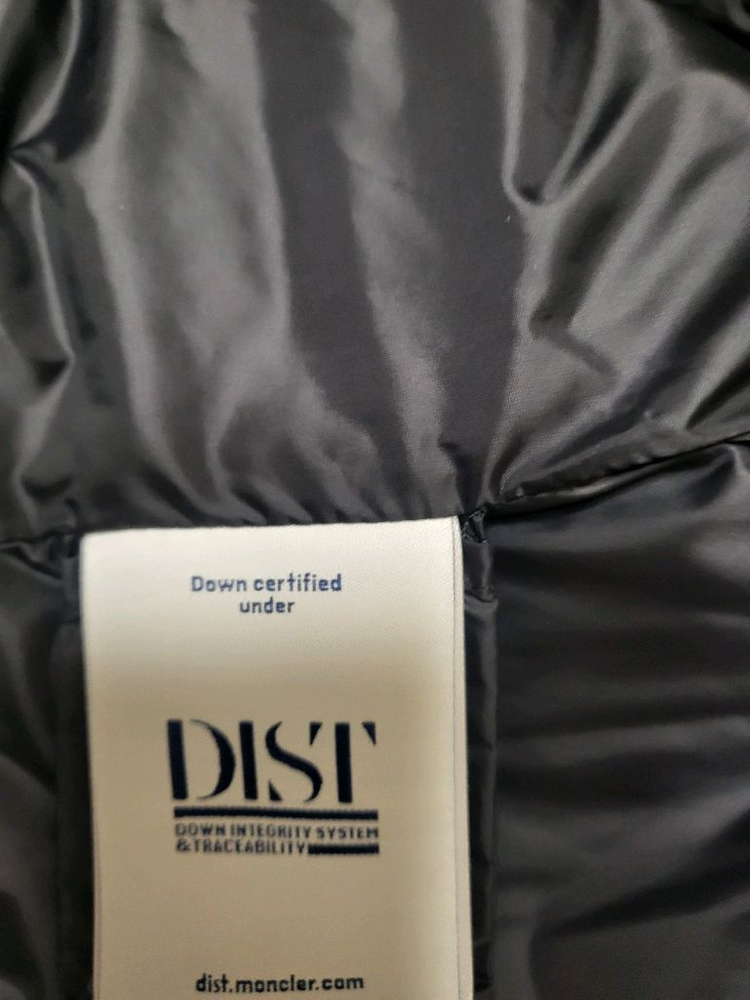 Down certified
under
DIST
DOWN INTEGRITY SYSTEM
&TRACEABILITY
dist.moncler.com